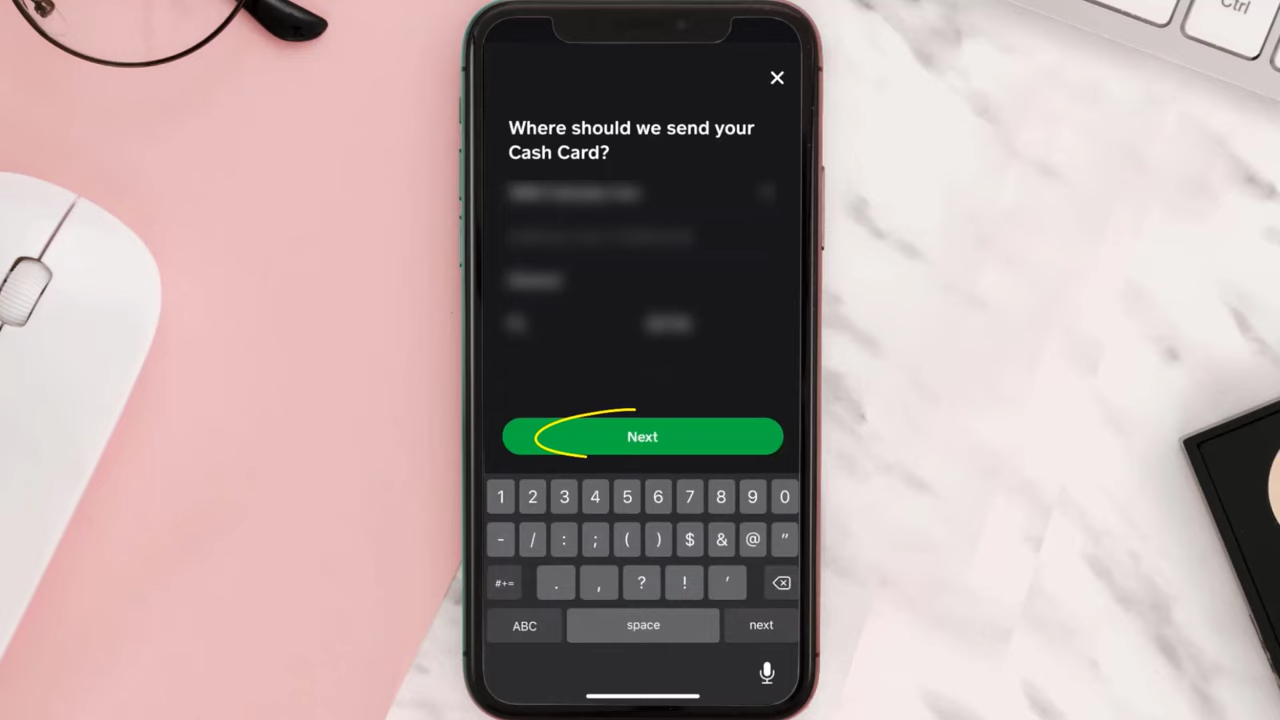 Ctrl
Where should we send your
Cash Card?
Next
1 2 3 4 5 6 7 8 9 0
- / : ; ( ) $ & @ "
#+= . , ? ! '
ABC space next